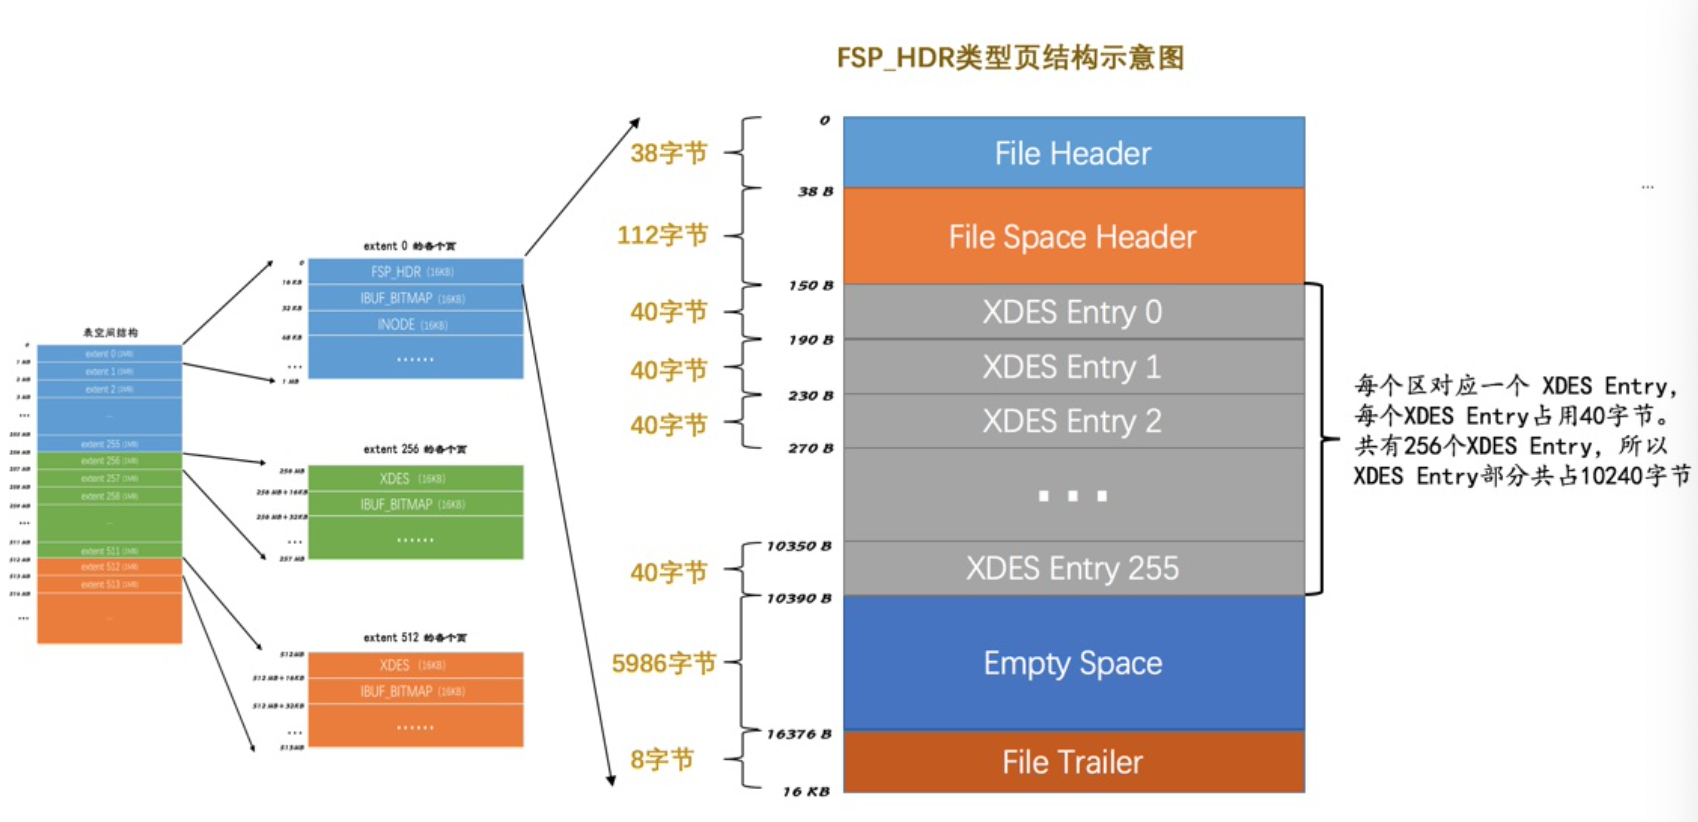 FSP_HDR类型页结构示意图
表空间结构
0
extent 0 (1MB)
1 MB
extent 1 (1MB)
2 MB
extent 2 (1MB)
3 MB
...
...
255 MB
extent 255 (1MB)
256 MB
extent 256 (1MB)
257 MB
extent 257 (1MB)
258 MB
extent 258 (1MB)
259 MB
...
...
511 MB
extent 511 (1MB)
512 MB
extent 512 (1MB)
513 MB
extent 513 (1MB)
514 MB
...
...
extent 0 的各个页
0
FSP_HDR (16KB)
16 KB
IBUF_BITMAP (16KB)
32 KB
INODE (16KB)
48 KB
......
...
1 MB
extent 256 的各个页
256 MB
XDES (16KB)
256 MB+16KB
IBUF_BITMAP (16KB)
256 MB+32KB
......
...
257 MB
extent 512 的各个页
512MB
XDES (16KB)
512 MB+16KB
IBUF_BITMAP (16KB)
512 MB+32KB
......
...
513MB
0
38字节
File Header
38 B
112字节
File Space Header
150 B
40字节
XDES Entry 0
190 B
40字节
XDES Entry 1
230 B
40字节
XDES Entry 2
270 B
...
10350 B
40字节
XDES Entry 255
10390 B
5986字节
Empty Space
16376 B
8字节
File Trailer
16 KB
...
每个区对应一个 XDES Entry,
每个XDES Entry占用40字节。
共有256个XDES Entry, 所以
XDES Entry部分共占10240字节